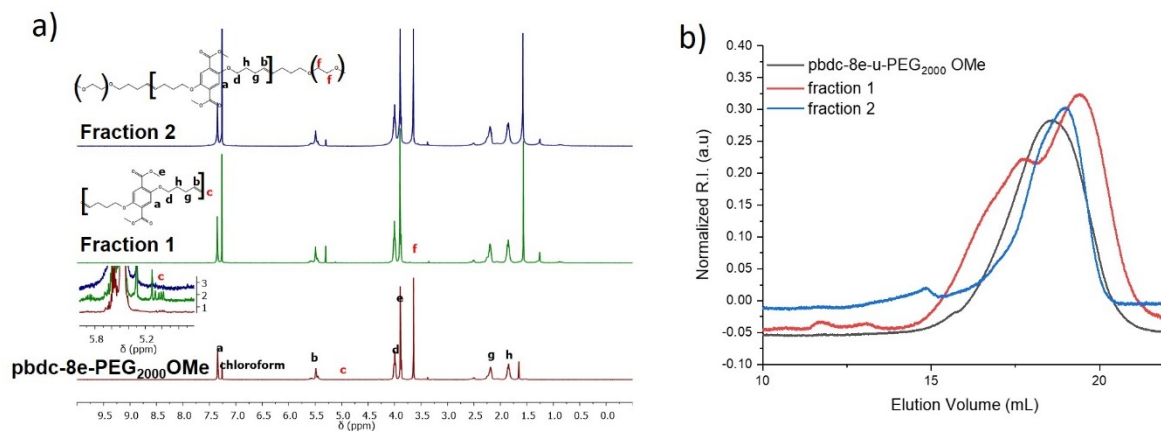 a)
h b f
d g f
a
Fraction 2
e
h b
c
d g
a
Fraction 1
f
c
3
2
1
5.8 5.2
δ (ppm)
e
a chloroform b c d g h
pbdc-8e-PEG2000OMe
9.5 9.0 8.5 8.0 7.5 7.0 6.5 6.0 5.5 5.0 4.5 4.0 3.5 3.0 2.5 2.0 1.5 1.0 0.5 0.0
δ (ppm)
b)
pbdc-8e-u-PEG2000 OMe
fraction 1
fraction 2
0.40
0.35
0.30
0.25
0.20
0.15
0.10
0.05
0.00
-0.05
-0.10
Normalized R.I. (a.u)
10 15 20
Elution Volume (mL)